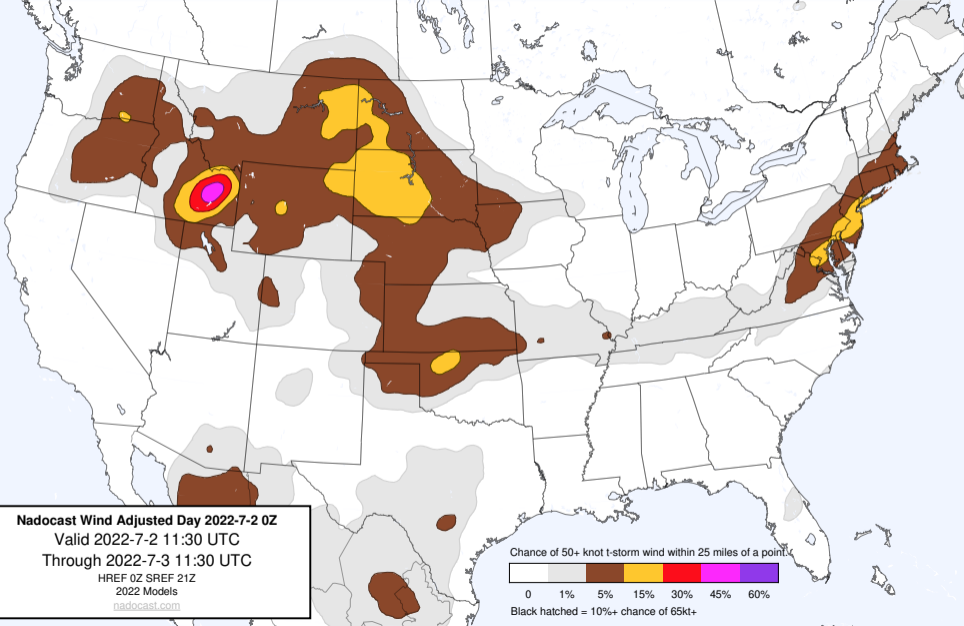 Nadocast Wind Adjusted Day 2022-7-2 0Z
Valid 2022-7-2 11:30 UTC
Through 2022-7-3 11:30 UTC
HREF 0Z SREF 21Z
2022 Models
nadocast.com
Chance of 50+ knot t-storm wind within 25 miles of a point.
0 1% 5% 15% 30% 45% 60%
Black hatched = 10%+ chance of 65kt+